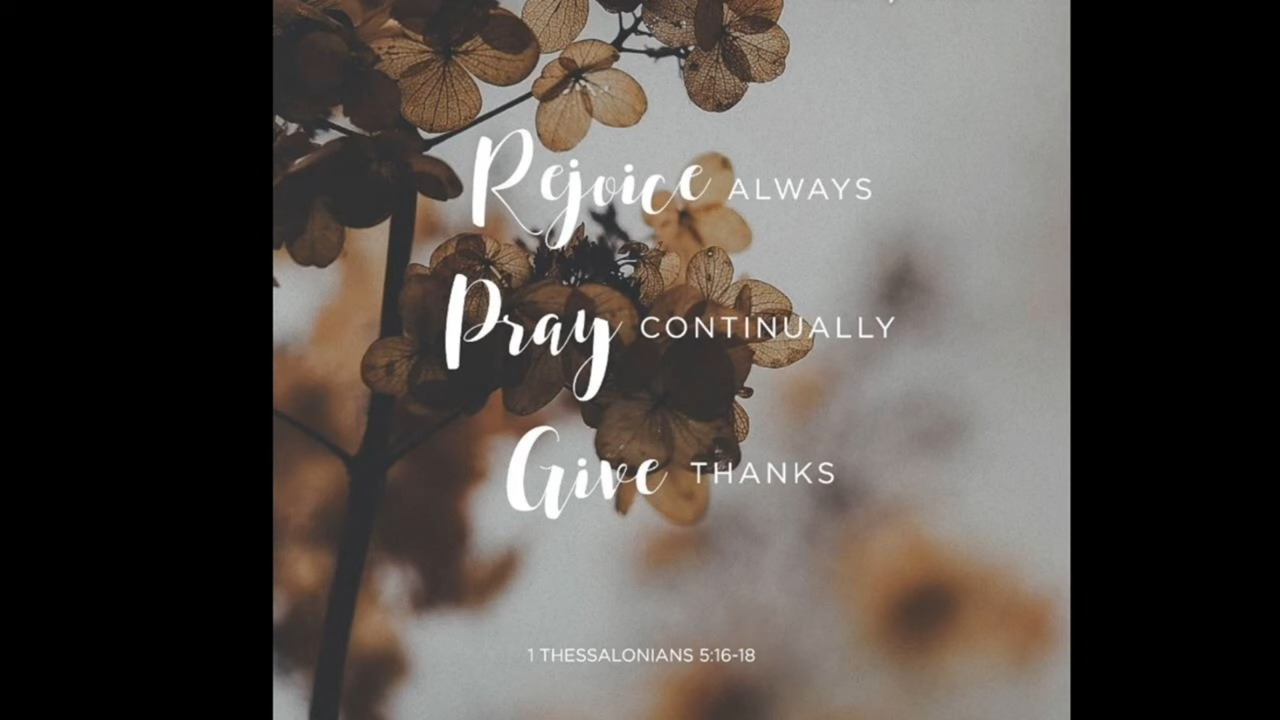 Rejoice ALWAYS
Pray CONTINUALLY
Give THANKS
1 THESSALONIANS 5:16-18